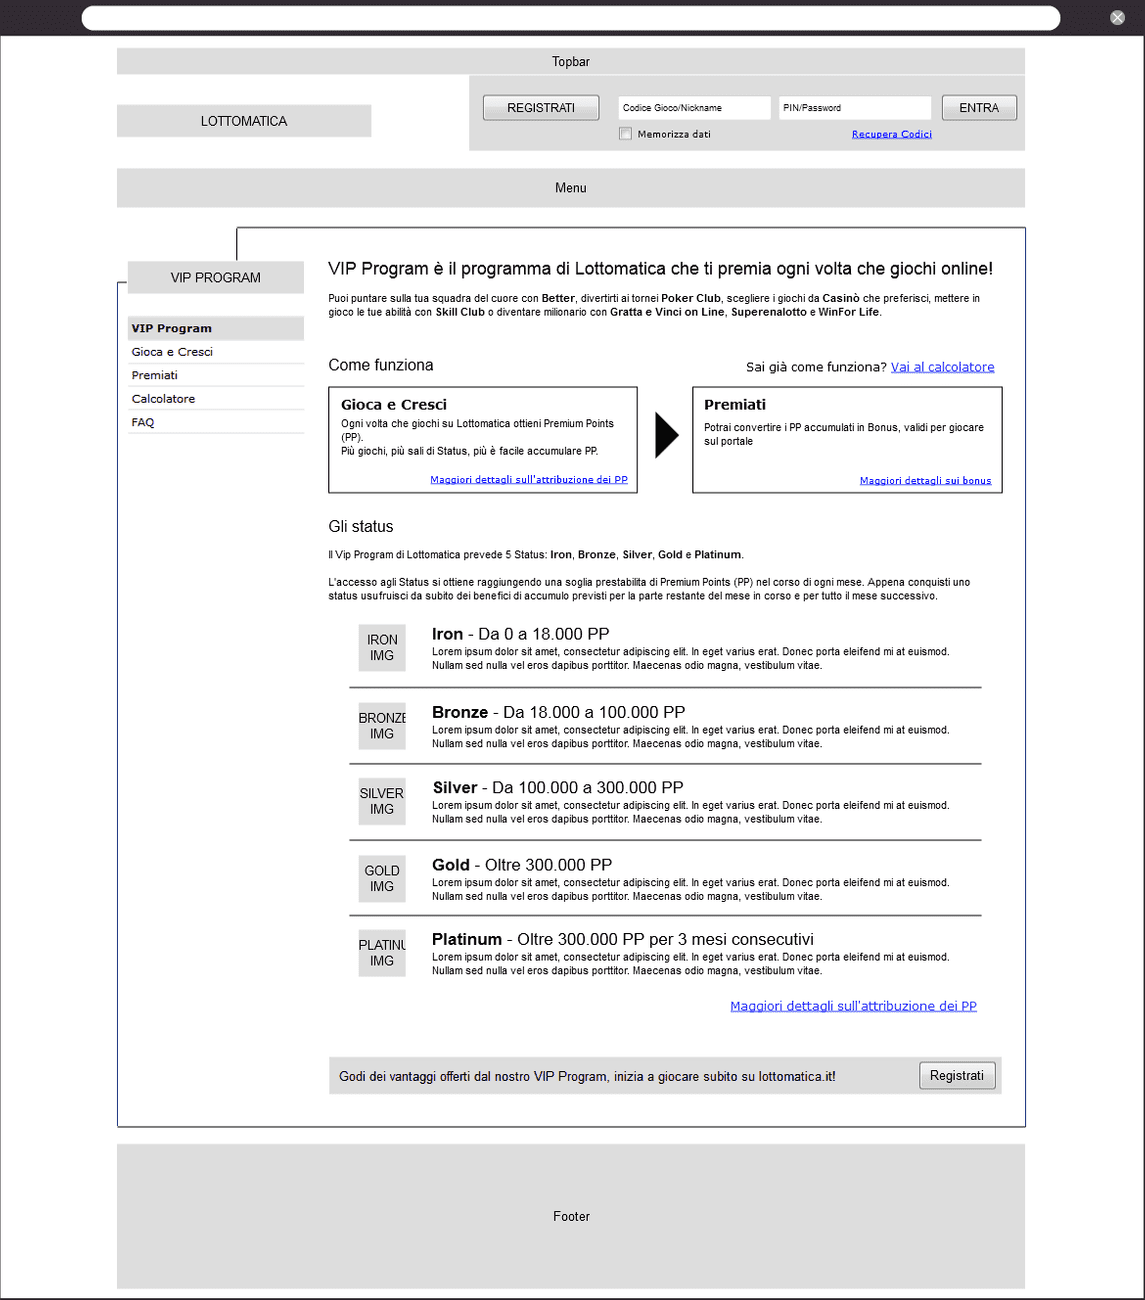 Topbar
LOTTOMATICA
REGISTRATI
Codice Gioco/Nickname
PIN/Password
ENTRA
Memorizza dati
Recupera Codici
Menu
VIP PROGRAM
VIP Program
Gioca e Cresci
Premiati
Calcolatore
FAQ
VIP Program è il programma di Lottomatica che ti premia ogni volta che giochi online!
Puoi puntare sulla tua squadra del cuore con Better, divertirti ai tornei Poker Club, scegliere i giochi da Casinò che preferisci, mettere in
gioco le tue abilità con Skill Club o diventare milionario con Gratta e Vinci on Line, Superenalotto e WinFor Life.
Come funziona
Sai già come funziona? Vai al calcolatore
Gioca e Cresci
Ogni volta che giochi su Lottomatica ottieni Premium Points
(PP).
Più giochi, più sali di Status, più è facile accumulare PP.
Maggiori dettagli sull'attribuzione dei PP
Premiati
Potrai convertire i PP accumulati in Bonus, validi per giocare
sul portale
Maggiori dettagli sui bonus
Gli status
Il Vip Program di Lottomatica prevede 5 Status: Iron, Bronze, Silver, Gold e Platinum.
L'accesso agli Status si ottiene raggiungendo una soglia prestabilita di Premium Points (PP) nel corso di ogni mese. Appena conquisti uno
status usufruisci da subito dei benefici di accumulo previsti per la parte restante del mese in corso e per tutto il mese successivo.
IRON
IMG
Iron - Da 0 a 18.000 PP
Lorem ipsum dolor sit amet, consectetur adipiscing elit. In eget varius erat. Donec porta eleifend mi at euismod.
Nullam sed nulla vel eros dapibus porttitor. Maecenas odio magna, vestibulum vitae.
BRONZE
IMG
Bronze - Da 18.000 a 100.000 PP
Lorem ipsum dolor sit amet, consectetur adipiscing elit. In eget varius erat. Donec porta eleifend mi at euismod.
Nullam sed nulla vel eros dapibus porttitor. Maecenas odio magna, vestibulum vitae.
SILVER
IMG
Silver - Da 100.000 a 300.000 PP
Lorem ipsum dolor sit amet, consectetur adipiscing elit. In eget varius erat. Donec porta eleifend mi at euismod.
Nullam sed nulla vel eros dapibus porttitor. Maecenas odio magna, vestibulum vitae.
GOLD
IMG
Gold - Oltre 300.000 PP
Lorem ipsum dolor sit amet, consectetur adipiscing elit. In eget varius erat. Donec porta eleifend mi at euismod.
Nullam sed nulla vel eros dapibus porttitor. Maecenas odio magna, vestibulum vitae.
PLATINU
IMG
Platinum - Oltre 300.000 PP per 3 mesi consecutivi
Lorem ipsum dolor sit amet, consectetur adipiscing elit. In eget varius erat. Donec porta eleifend mi at euismod.
Nullam sed nulla vel eros dapibus porttitor. Maecenas odio magna, vestibulum vitae.
Maggiori dettagli sull'attribuzione dei PP
Godi dei vantaggi offerti dal nostro VIP Program, inizia a giocare subito su lottomatica.it!
Registrati
Footer